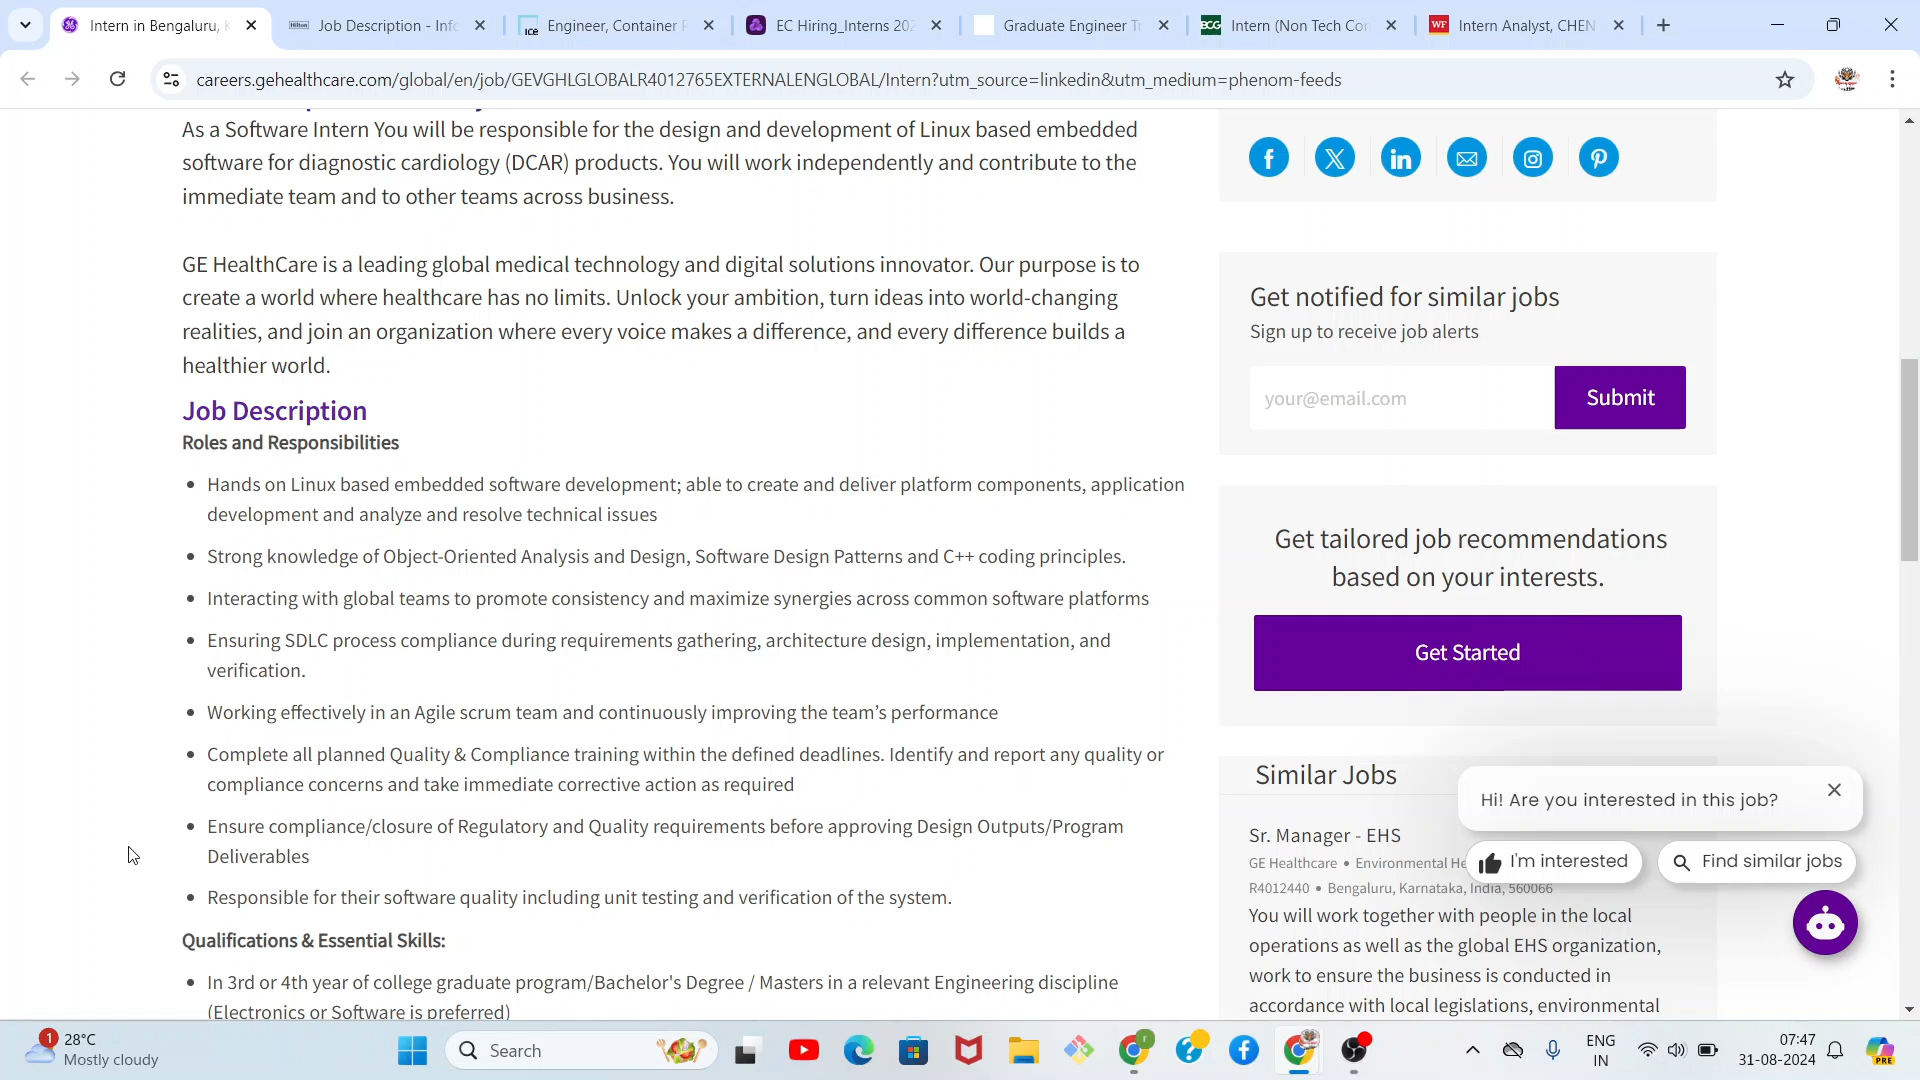 Intern in Bengaluru, K
Job Description - Info
Engineer, Container P
EC Hiring_Interns 202
Graduate Engineer Tr
BCG
Intern (Non Tech Con
WF
Intern Analyst, CHEN
careers.gehealthcare.com/global/en/job/GEVGHLGLOBALR4012765EXTERNALENGLOBAL/Intern?utm_source=linkedin&utm_medium=phenom-feeds
As a Software Intern You will be responsible for the design and development of Linux based embedded
software for diagnostic cardiology (DCAR) products. You will work independently and contribute to the
immediate team and to other teams across business.
GE HealthCare is a leading global medical technology and digital solutions innovator. Our purpose is to
create a world where healthcare has no limits. Unlock your ambition, turn ideas into world-changing
realities, and join an organization where every voice makes a difference, and every difference builds a
healthier world.
Job Description
Roles and Responsibilities
• Hands on Linux based embedded software development; able to create and deliver platform components, application
development and analyze and resolve technical issues
• Strong knowledge of Object-Oriented Analysis and Design, Software Design Patterns and C++ coding principles.
• Interacting with global teams to promote consistency and maximize synergies across common software platforms
• Ensuring SDLC process compliance during requirements gathering, architecture design, implementation, and
verification.
• Working effectively in an Agile scrum team and continuously improving the team's performance
• Complete all planned Quality & Compliance training within the defined deadlines. Identify and report any quality or
compliance concerns and take immediate corrective action as required
• Ensure compliance/closure of Regulatory and Quality requirements before approving Design Outputs/Program
Deliverables
• Responsible for their software quality including unit testing and verification of the system.
Qualifications & Essential Skills:
• In 3rd or 4th year of college graduate program/Bachelor's Degree / Masters in a relevant Engineering discipline
(Electronics or Software is preferred)
Get notified for similar jobs
Sign up to receive job alerts
your@email.com
Submit
Get tailored job recommendations
based on your interests.
Get Started
Similar Jobs
Hi! Are you interested in this job?
I'm interested
Find similar jobs
Sr. Manager - EHS
GE Healthcare • Environmental He
R4012440 • Bengaluru, Karnataka, India, 560066
You will work together with people in the local
operations as well as the global EHS organization,
work to ensure the business is conducted in
accordance with local legislations, environmental
1
28°C
Mostly cloudy
Search
ENG
IN
07:47
31-08-2024
PRE